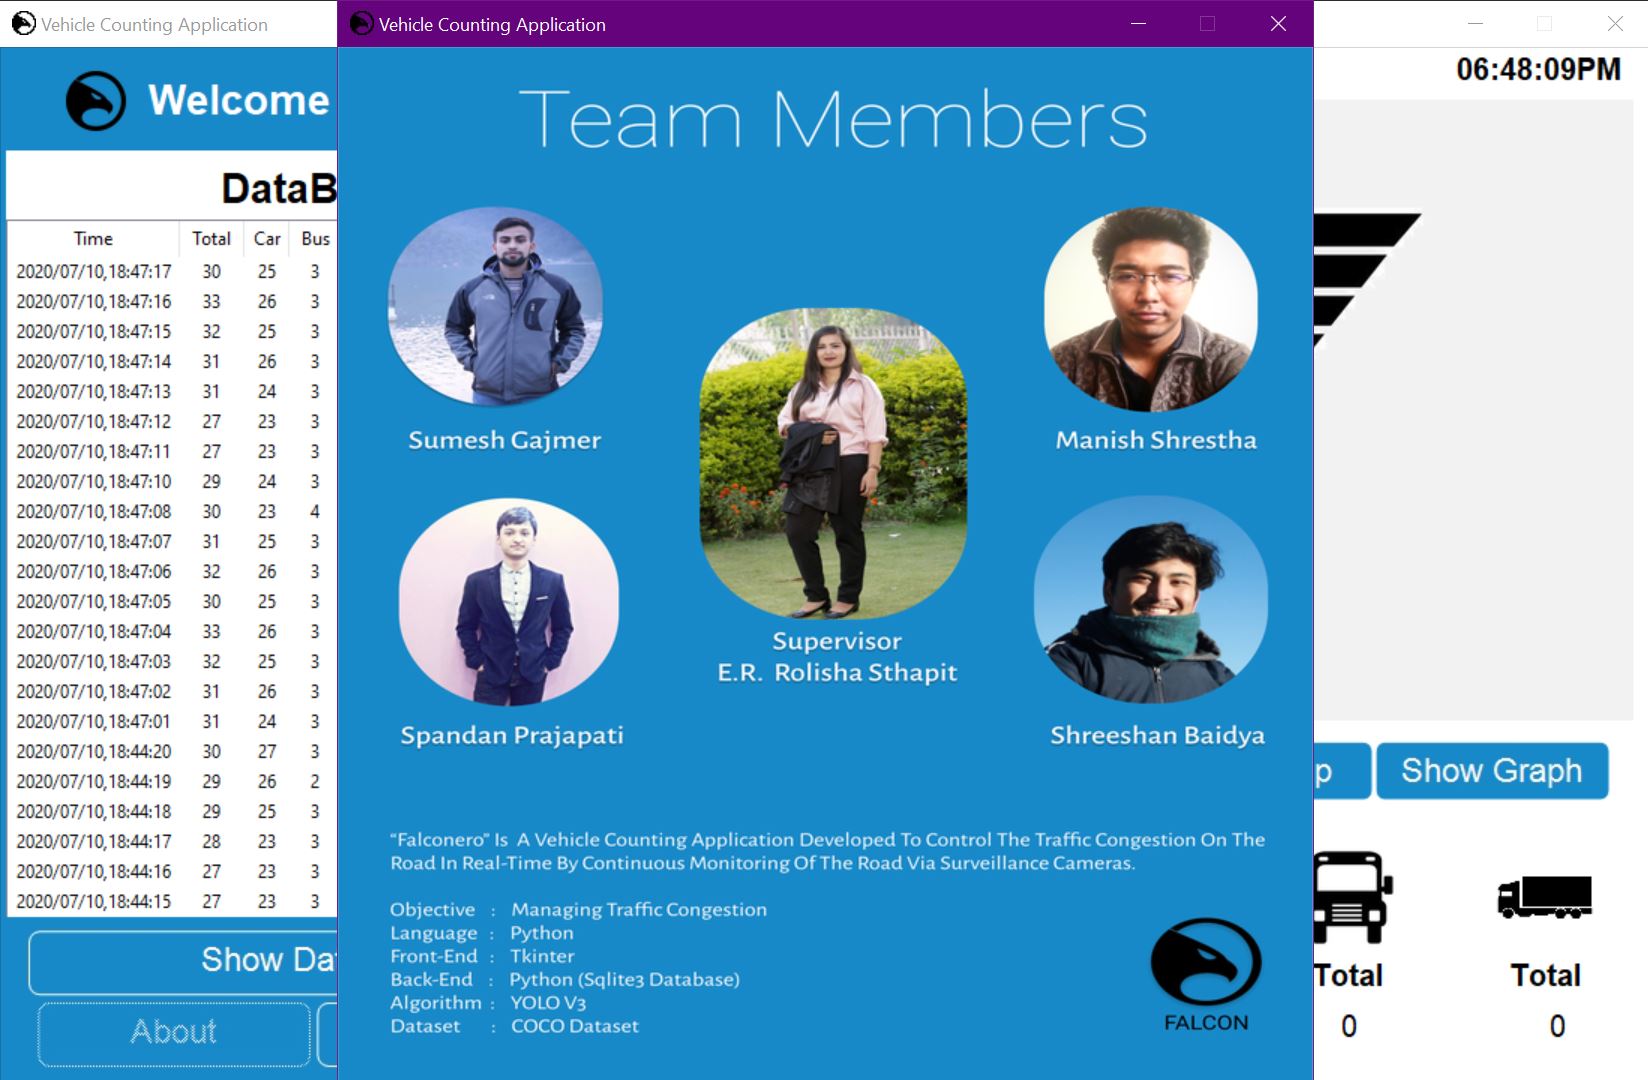 Vehicle Counting Application
Vehicle Counting Application
06:48:09PM
Welcome
DataB
Time Total Car Bus
2020/07/10,18:47:17 30 25 3
2020/07/10,18:47:16 33 26 3
2020/07/10,18:47:15 32 25 3
2020/07/10,18:47:14 31 26 3
2020/07/10,18:47:13 31 24 3
2020/07/10,18:47:12 27 23 3
2020/07/10,18:47:11 27 23 3
2020/07/10,18:47:10 29 24 3
2020/07/10,18:47:08 30 23 4
2020/07/10,18:47:07 31 25 3
2020/07/10,18:47:06 32 26 3
2020/07/10,18:47:05 30 25 3
2020/07/10,18:47:04 33 26 3
2020/07/10,18:47:03 32 25 3
2020/07/10,18:47:02 31 26 3
2020/07/10,18:47:01 31 24 3
2020/07/10,18:44:20 30 27 3
2020/07/10,18:44:19 29 26 2
2020/07/10,18:44:18 29 25 3
2020/07/10,18:44:17 28 23 3
2020/07/10,18:44:16 27 23 3
2020/07/10,18:44:15 27 23 3
Show Da
About
Team Members
Sumesh Gajmer
Manish Shrestha
Supervisor
E.R. Rolisha Sthapit
Spandan Prajapati
Shreeshan Baidya
“Falconero” Is A Vehicle Counting Application Developed To Control The Traffic Congestion On The
Road In Real-Time By Continuous Monitoring Of The Road Via Surveillance Cameras.
Objective : Managing Traffic Congestion
Language : Python
Front-End : Tkinter
Back-End : Python (Sqlite3 Database)
Algorithm : YOLO V3
Dataset : COCO Dataset
FALCON
p
Show Graph
Total Total
0 0